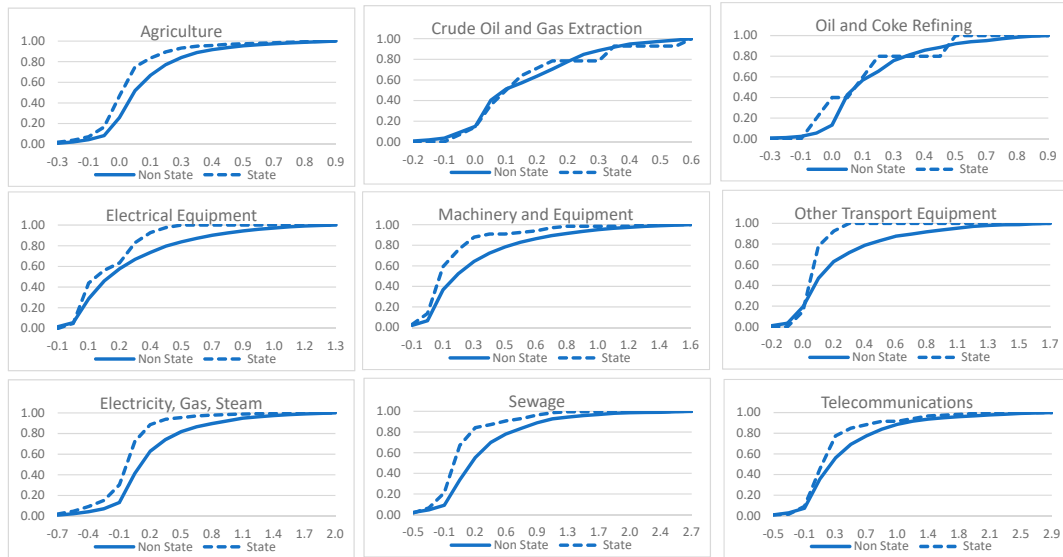 Agriculture
1.00
0.80
0.60
0.40
0.20
0.00
-0.3 -0.1 0.0 0.1 0.3 0.4 0.5 0.7 0.8 0.9
Non State State
Crude Oil and Gas Extraction
1.00
0.80
0.60
0.40
0.20
0.00
-0.2 -0.1 0.0 0.1 0.2 0.2 0.3 0.4 0.5 0.6
Non State State
Oil and Coke Refining
1.00
0.80
0.60
0.40
0.20
0.00
-0.3 -0.1 0.0 0.1 0.3 0.4 0.5 0.7 0.8 0.9
Non State State
Electrical Equipment
1.00
0.80
0.60
0.40
0.20
0.00
-0.1 0.0 0.1 0.2 0.4 0.5 0.7 0.9 1.0 1.2 1.3
Non State State
Machinery and Equipment
1.00
0.80
0.60
0.40
0.20
0.00
-0.1 0.1 0.3 0.5 0.6 0.8 1.0 1.2 1.4 1.6
Non State State
Other Transport Equipment
1.00
0.80
0.60
0.40
0.20
0.00
-0.2 0.0 0.2 0.4 0.6 0.8 1.1 1.3 1.5 1.7
Non State State
Electricity, Gas, Steam
1.00
0.80
0.60
0.40
0.20
0.00
-0.7 -0.4 -0.1 0.2 0.5 0.8 1.1 1.4 1.7 2.0
Non State State
Sewage
1.00
0.80
0.60
0.40
0.20
0.00
-0.5 -0.1 0.3 0.6 0.9 1.3 1.6 2.0 2.3 2.7
Non State State
Telecommunications
1.00
0.80
0.60
0.40
0.20
0.00
-0.5 -0.1 0.3 0.7 1.0 1.4 1.8 2.1 2.5 2.9
Non State State